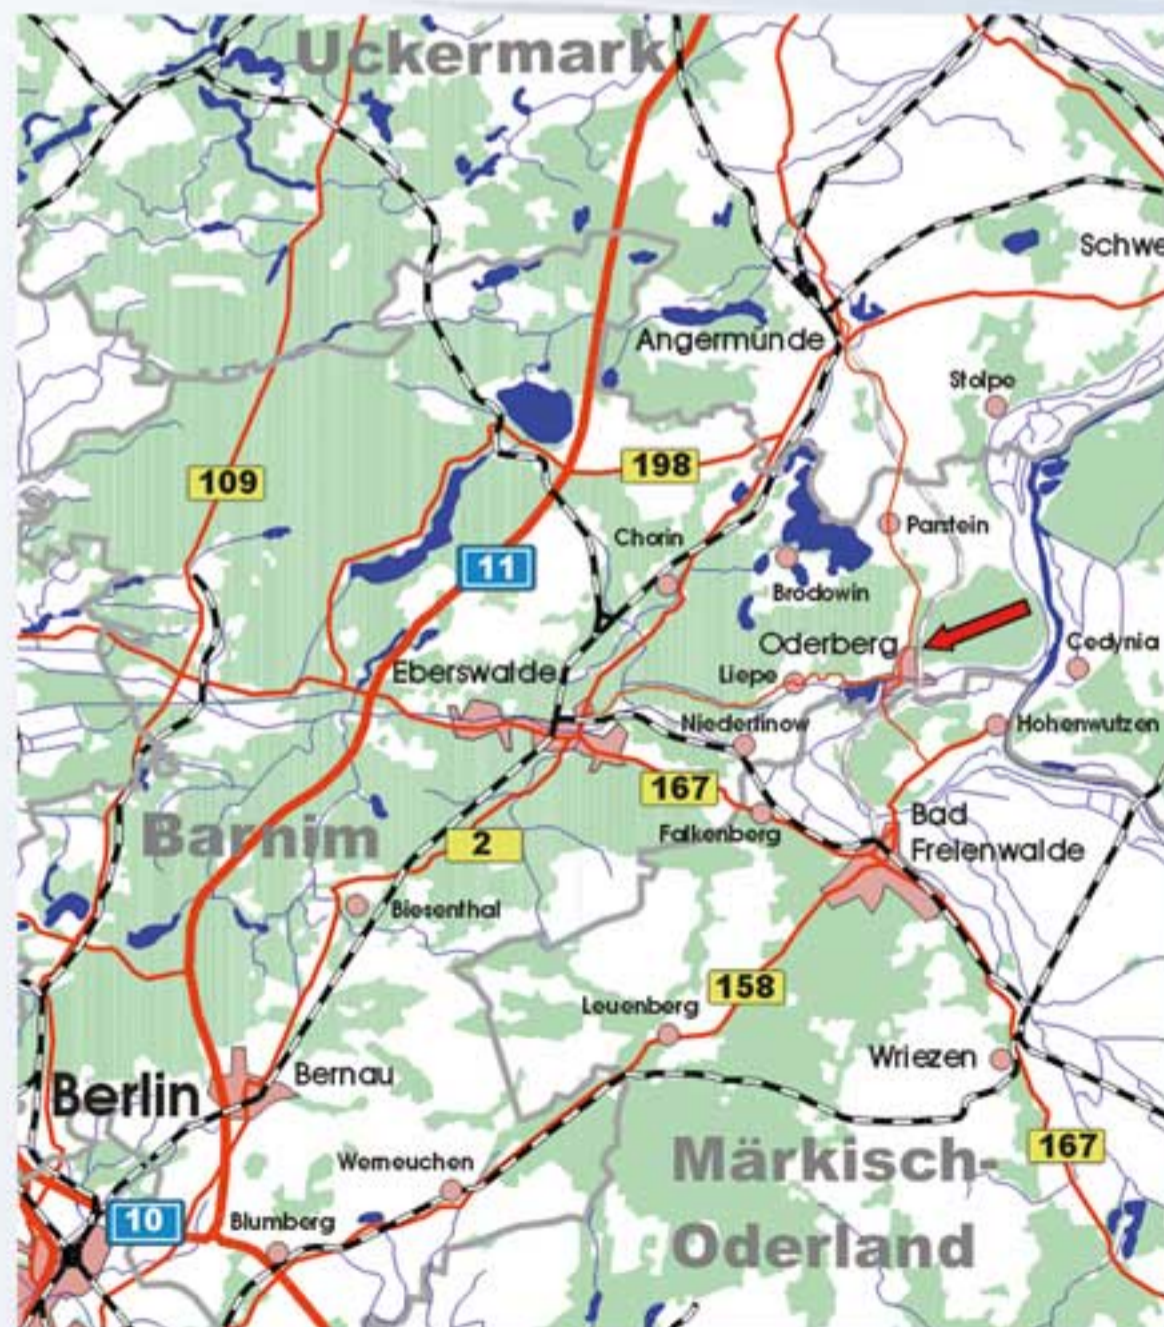 Uckermark
Schwe
Angermünde
Stolpe
109
198
Chorin
Parstein
11
Brodowin
Oderberg
Cedynia
Eberswalde
Liepe
Niederfinow
Hohenwutzen
167
Barnim
2
Falkenberg
Bad
Freienwalde
Biesenthal
158
Leuenberg
Wriezen
Bernau
Berlin
Märkisch-
167
Werneuchen
10
Blumberg
Oderland